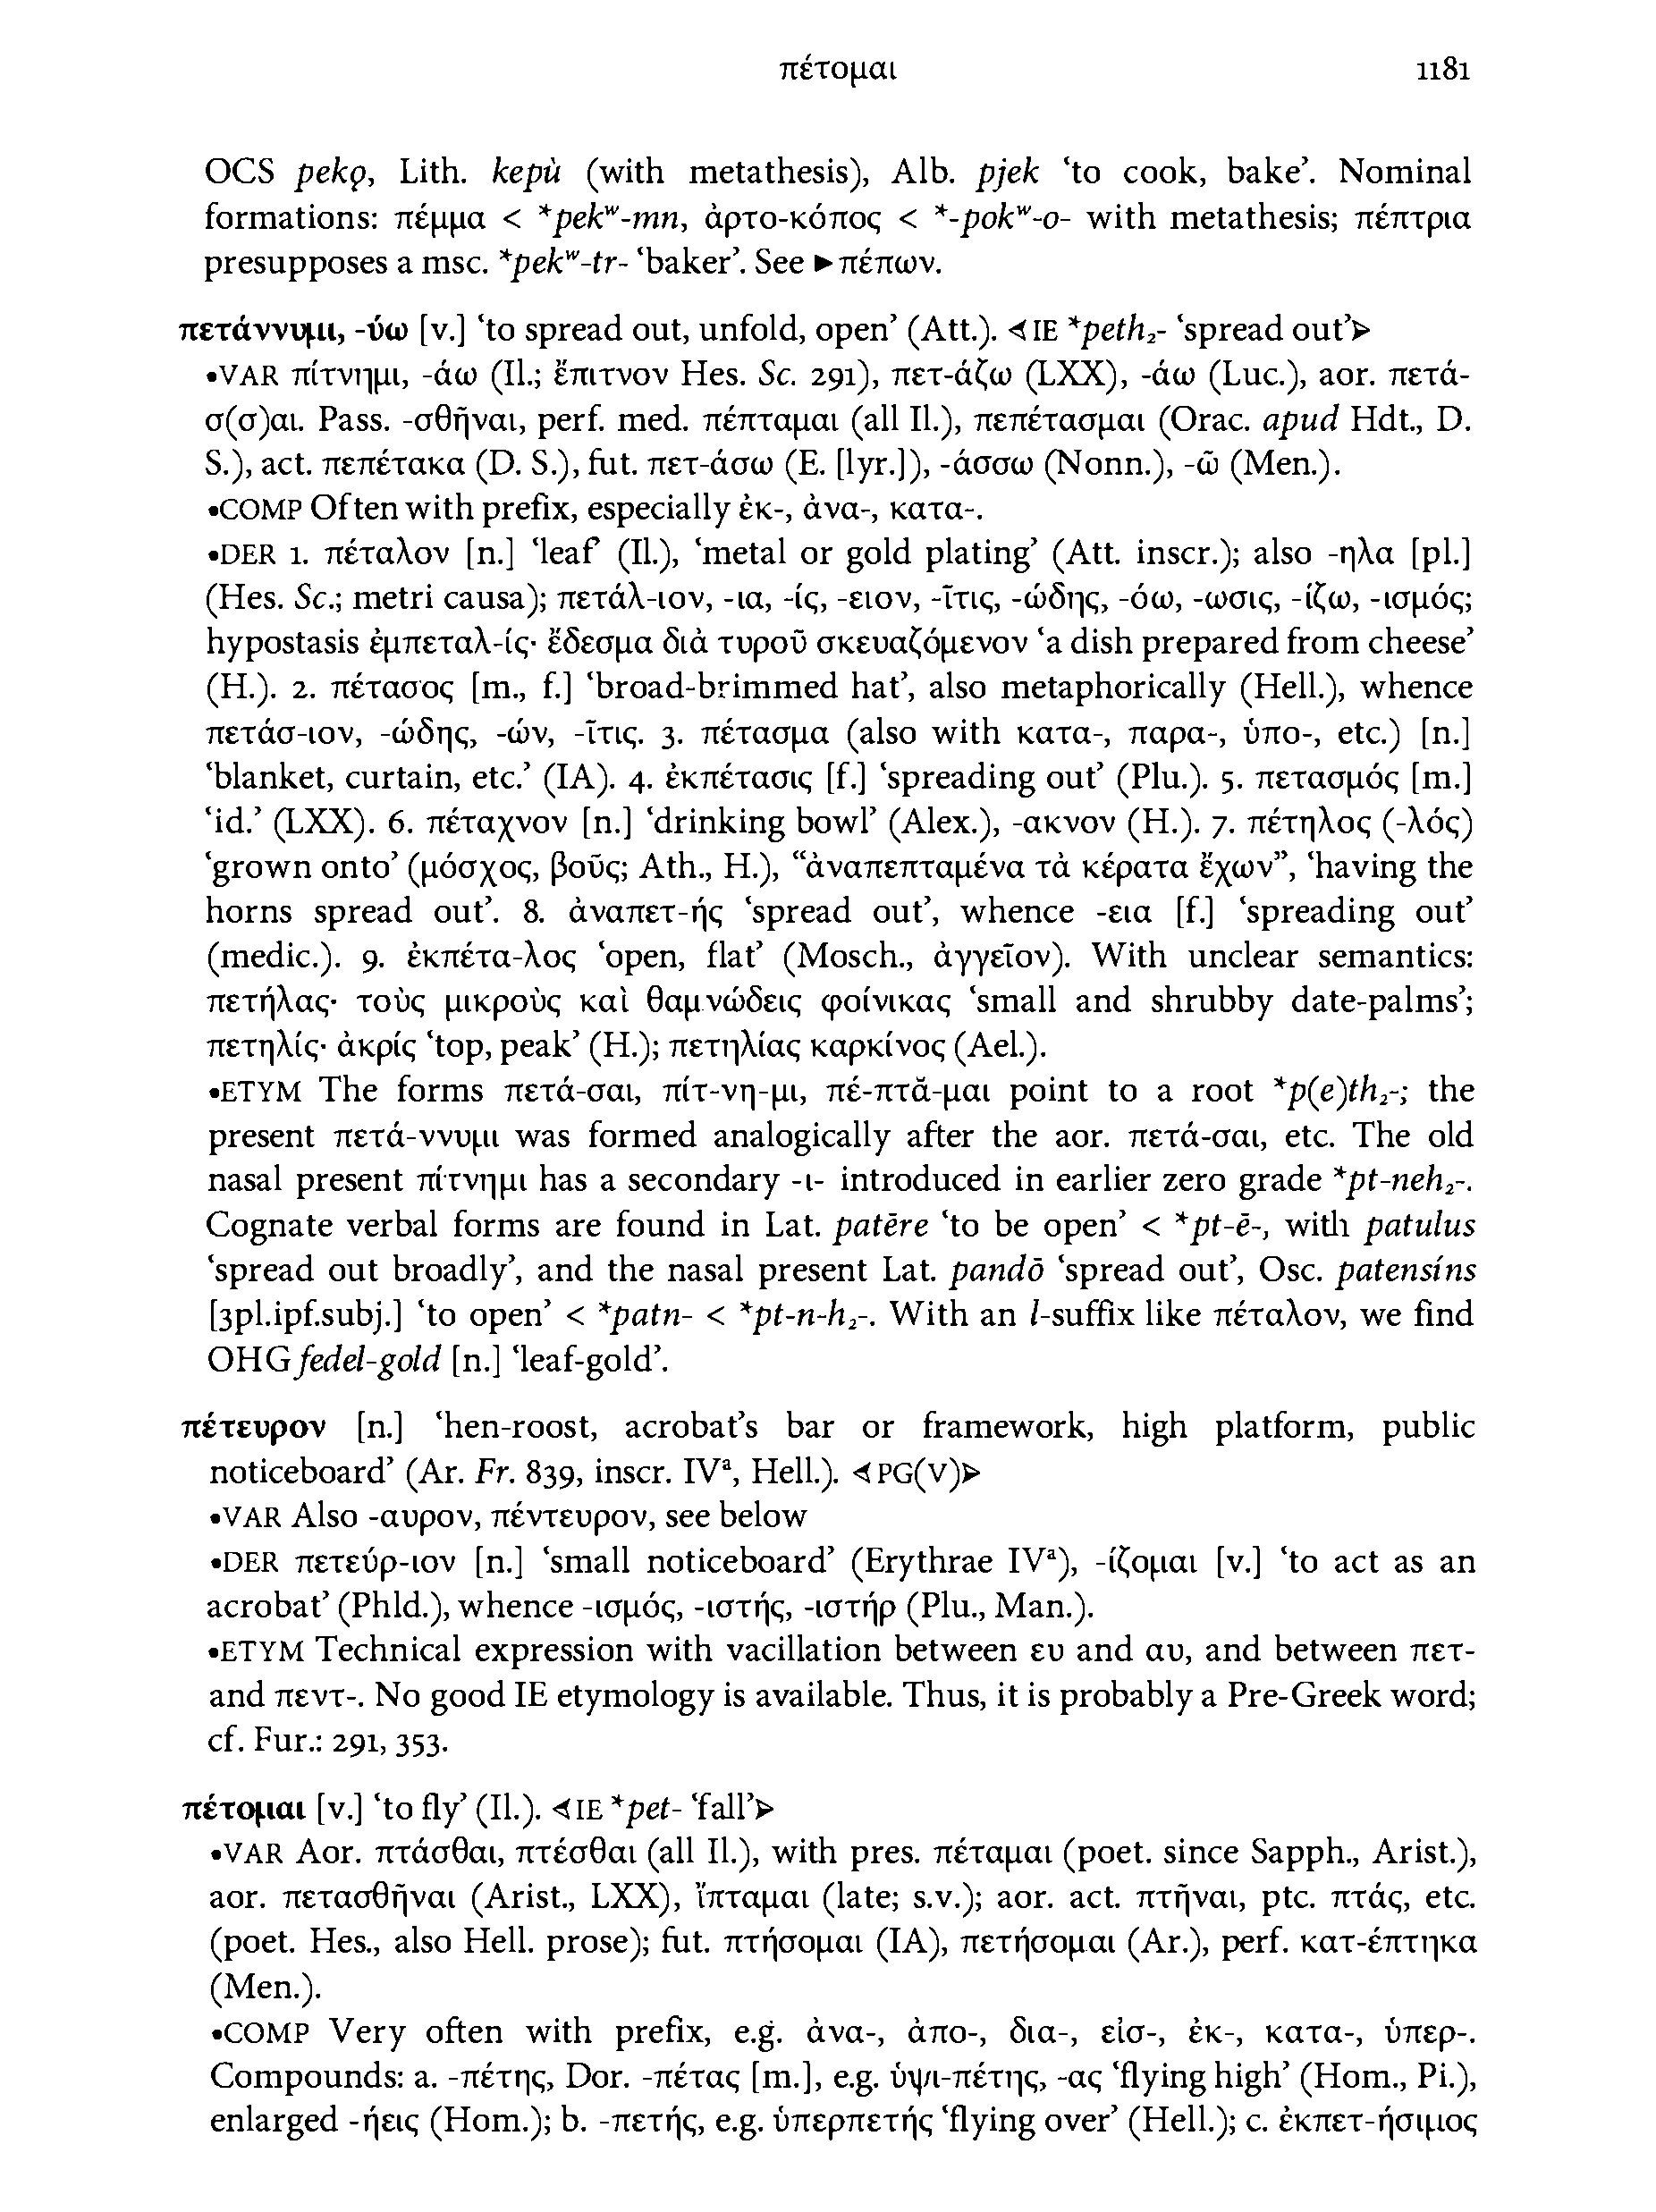 πέτομαι 1181
OCS pekǫ, Lith. kepù (with metathesis), Alb. pjek ‘to cook, bake’. Nominal
formations: πέμμα < *pekʷ-mn, ἀρτο-κόπος < *-pokʷ-o- with metathesis; πέπτρια
presupposes a msc. *pekʷ-tr- ‘baker’. See ►πέπων.
πετάννυμι, -ύω [v.] ‘to spread out, unfold, open’ (Att.). ⊲IE *peth₂- ‘spread out’⊳
•VAR πίτνημι, -άω (Il.; ἔπιτνον Hes. Sc. 291), πετ-άζω (LXX), -άω (Luc.), aor. πετά-
σ(σ)αι. Pass. -σθῆναι, perf. med. πέπταμαι (all Il.), πεπέτασμαι (Orac. apud Hdt., D.
S.), act. πεπέτακα (D. S.), fut. πετ-άσω (E. [lyr.]), -άσσω (Nonn.), -ῶ (Men.).
•COMP Often with prefix, especially ἐκ-, ἀνα-, κατα-.
•DER 1. πέταλον [n.] ‘leaf’ (Il.), ‘metal or gold plating’ (Att. inscr.); also -ηλα [pl.]
(Hes. Sc.; metri causa); πετάλ-ιον, -ια, -ίς, -ειον, -ῖτις, -ώδης, -όω, -ωσις, -ίζω, -ισμός;
hypostasis ἐμπεταλ-ίς· ἔδεσμα διὰ τυροῦ σκευαζόμενον ‘a dish prepared from cheese’
(H.). 2. πέτασος [m., f.] ‘broad-brimmed hat’, also metaphorically (Hell.), whence
πετάσ-ιον, -ώδης, -ών, -ῖτις. 3. πέτασμα (also with κατα-, παρα-, ὑπο-, etc.) [n.]
‘blanket, curtain, etc.’ (IA). 4. ἐκπέτασις [f.] ‘spreading out’ (Plu.). 5. πετασμός [m.]
‘id.’ (LXX). 6. πέταχνον [n.] ‘drinking bowl’ (Alex.), -ακνον (H.). 7. πέτηλος (-λός)
‘grown onto’ (μόσχος, βοῦς; Ath., H.), “ἀναπεπταμένα τὰ κέρατα ἔχων”, ‘having the
horns spread out’. 8. ἀναπετ-ής ‘spread out’, whence -εια [f.] ‘spreading out’
(medic.). 9. ἐκπέτα-λος ‘open, flat’ (Mosch., ἀγγεῖον). With unclear semantics:
πετήλας· τοὺς μικροὺς καὶ θαμνώδεις φοίνικας ‘small and shrubby date-palms’;
πετηλίς· ἀκρίς ‘top, peak’ (H.); πετηλίας καρκίνος (Ael.).
•ETYM The forms πετά-σαι, πίτ-νη-μι, πέ-πτᾰ-μαι point to a root *p(e)th₂-; the
present πετά-ννυμι was formed analogically after the aor. πετά-σαι, etc. The old
nasal present πίτνημι has a secondary -ι- introduced in earlier zero grade *pt-neh₂-.
Cognate verbal forms are found in Lat. patēre ‘to be open’ < *pt-ē-, with patulus
‘spread out broadly’, and the nasal present Lat. pandō ‘spread out’, Osc. patensíns
[3pl.ipf.subj.] ‘to open’ < *patn- < *pt-n-h₂-. With an l-suffix like πέταλον, we find
OHG fedel-gold [n.] ‘leaf-gold’.
πέτευρον [n.] ‘hen-roost, acrobat’s bar or framework, high platform, public
noticeboard’ (Ar. Fr. 839, inscr. IVᵃ, Hell.). ⊲PG(V)⊳
•VAR Also -αυρον, πέντευρον, see below
•DER πετεύρ-ιον [n.] ‘small noticeboard’ (Erythrae IVᵃ), -ίζομαι [v.] ‘to act as an
acrobat’ (Phld.), whence -ισμός, -ιστής, -ιστήρ (Plu., Man.).
•ETYM Technical expression with vacillation between ευ and αυ, and between πετ-
and πεντ-. No good IE etymology is available. Thus, it is probably a Pre-Greek word;
cf. Fur.: 291, 353.
πέτομαι [v.] ‘to fly’ (Il.). ⊲IE *pet- ‘fall’⊳
•VAR Aor. πτάσθαι, πτέσθαι (all Il.), with pres. πέταμαι (poet. since Sapph., Arist.),
aor. πετασθῆναι (Arist., LXX), ἵπταμαι (late; s.v.); aor. act. πτῆναι, ptc. πτάς, etc.
(poet. Hes., also Hell. prose); fut. πτήσομαι (IA), πετήσομαι (Ar.), perf. κατ-έπτηκα
(Men.).
•COMP Very often with prefix, e.g. ἀνα-, ἀπο-, δια-, εἰσ-, ἐκ-, κατα-, ὑπερ-.
Compounds: a. -πέτης, Dor. -πέτας [m.], e.g. ὑψι-πέτης, -ας ‘flying high’ (Hom., Pi.),
enlarged -ήεις (Hom.); b. -πετής, e.g. ὑπερπετής ‘flying over’ (Hell.); c. ἐκπετ-ήσιμος